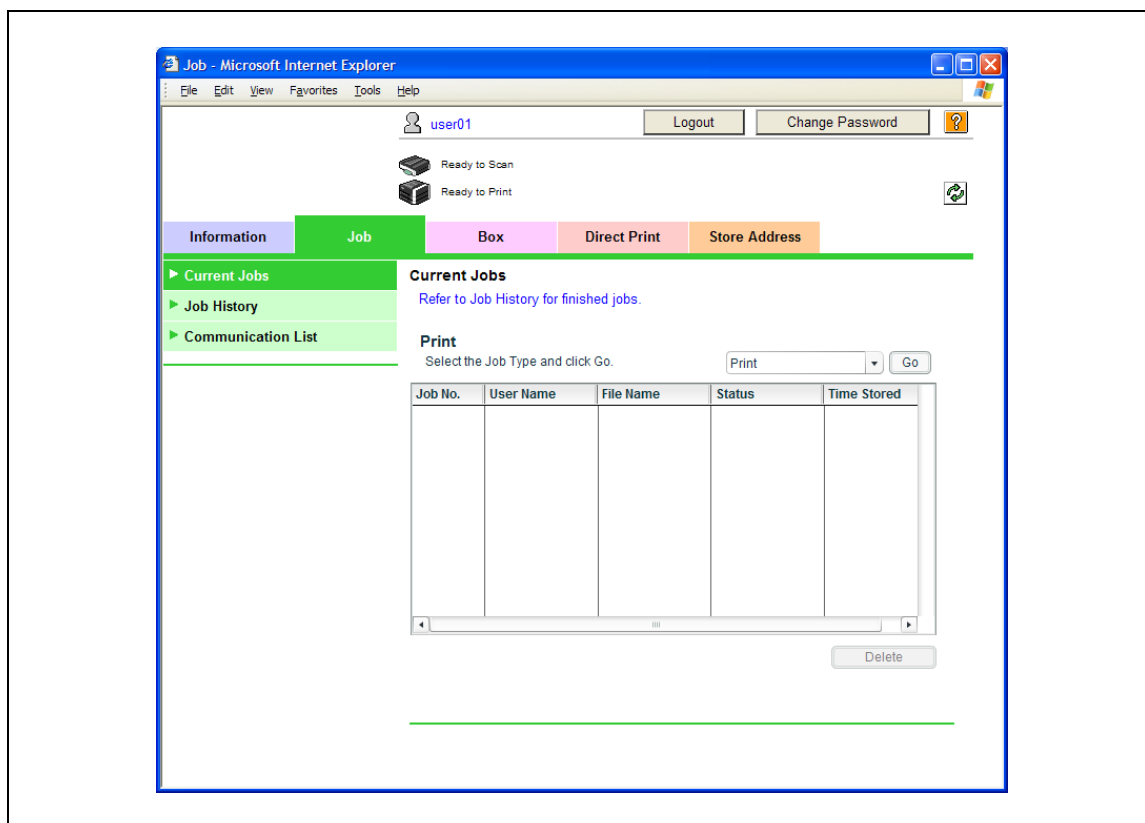 Job - Microsoft Internet Explorer
File Edit View Favorites Tools Help
user01 Logout Change Password ?
Ready to Scan
Ready to Print
Information Job Box Direct Print Store Address
Current Jobs
Job History
Communication List
Current Jobs
Refer to Job History for finished jobs.
Print
Select the Job Type and click Go. Print Go
Job No. User Name File Name Status Time Stored
Delete